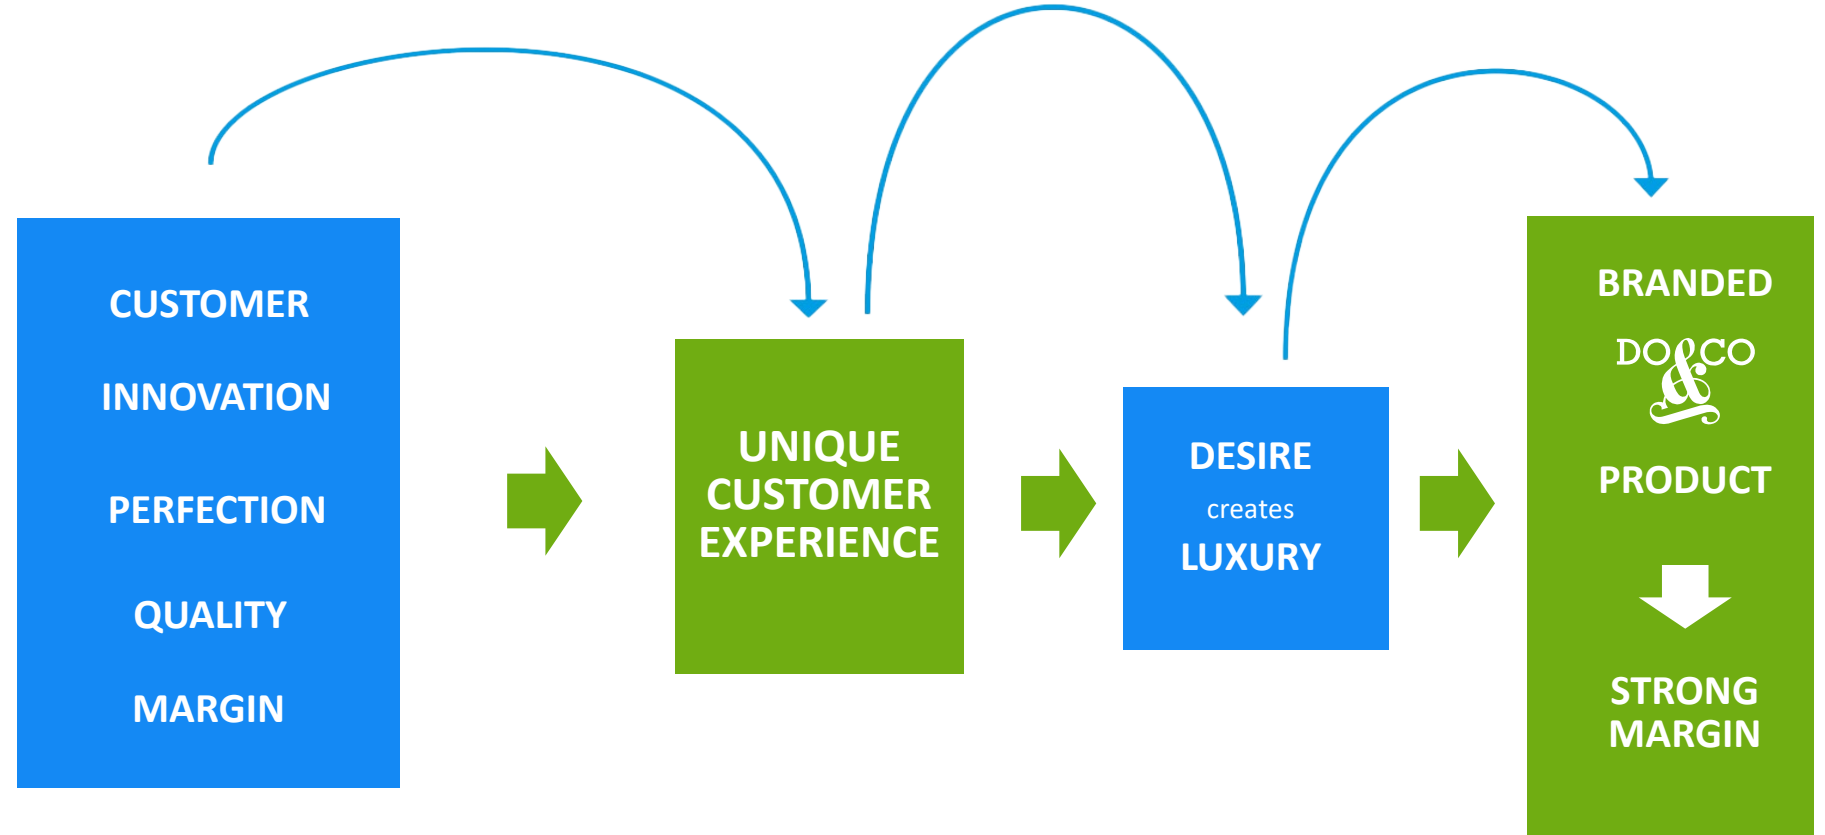 CUSTOMER
INNOVATION
PERFECTION
QUALITY
MARGIN
UNIQUE
CUSTOMER
EXPERIENCE
DESIRE
creates
LUXURY
BRANDED
DO&CO
PRODUCT
STRONG
MARGIN